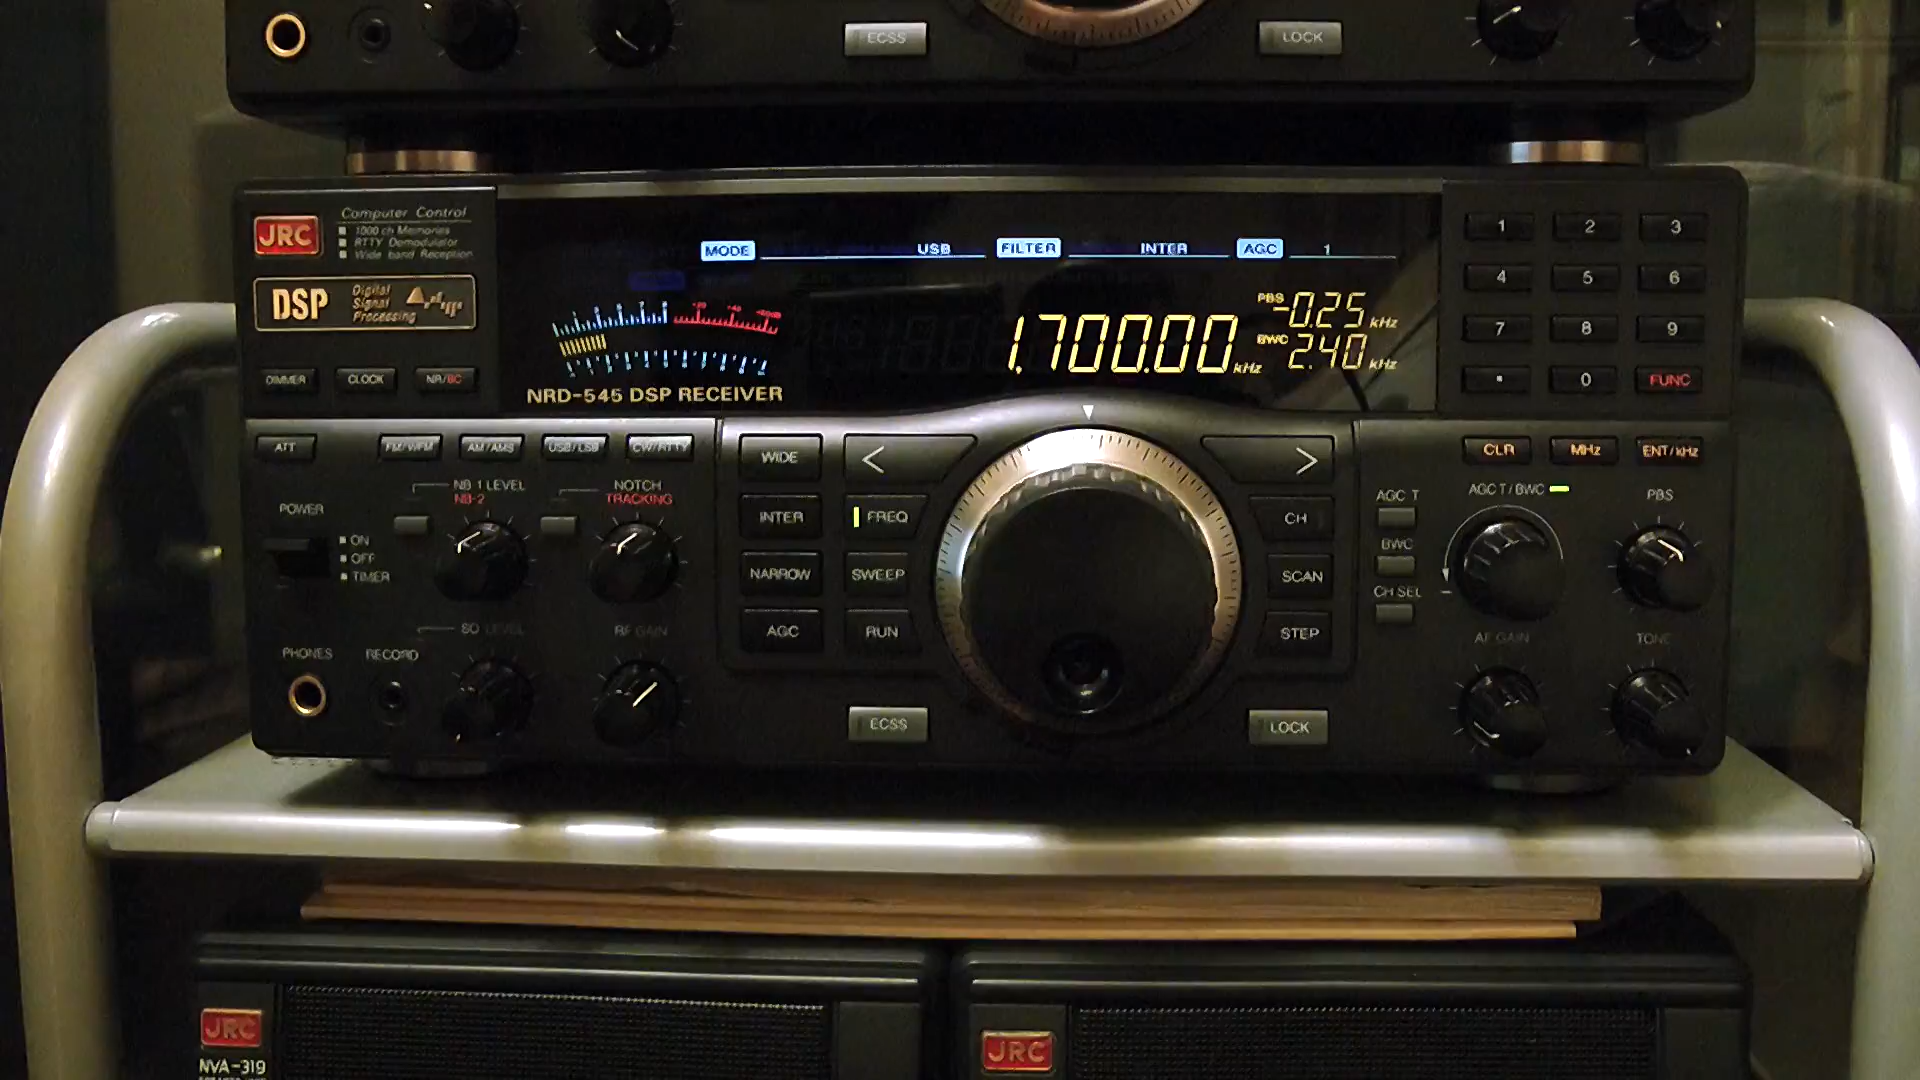 ECSS
LOCK
JRC
Computer Control
1000 ch Memories
RTTY Demodulator
Wide band Reception
DSP
Digital
Signal
Processing
DIMMER
CLOCK
NR/BC
MODE
USB
FILTER
INTER
AGC
1
1.700.00 kHz
PBS -0.25 kHz
BWC 2.40 kHz
NRD-545 DSP RECEIVER
1 2 3
4 5 6
7 8 9
. 0 FUNC
ATT
FM/WFM
AM/AMS
USB/LSB
CW/RTTY
WIDE
<
>
CLR
MHz
ENT/kHz
POWER
ON
OFF
TIMER
NB 1 LEVEL
NB-2
NOTCH
TRACKING
INTER
FREQ
CH
AGC T
AGC T/BWC
PBS
NARROW
SWEEP
SCAN
BWC
CH SEL
AGC
RUN
STEP
PHONES
RECORD
SQ LEVEL
RF GAIN
AF GAIN
TONE
ECSS
LOCK
JRC
NVA-319
JRC